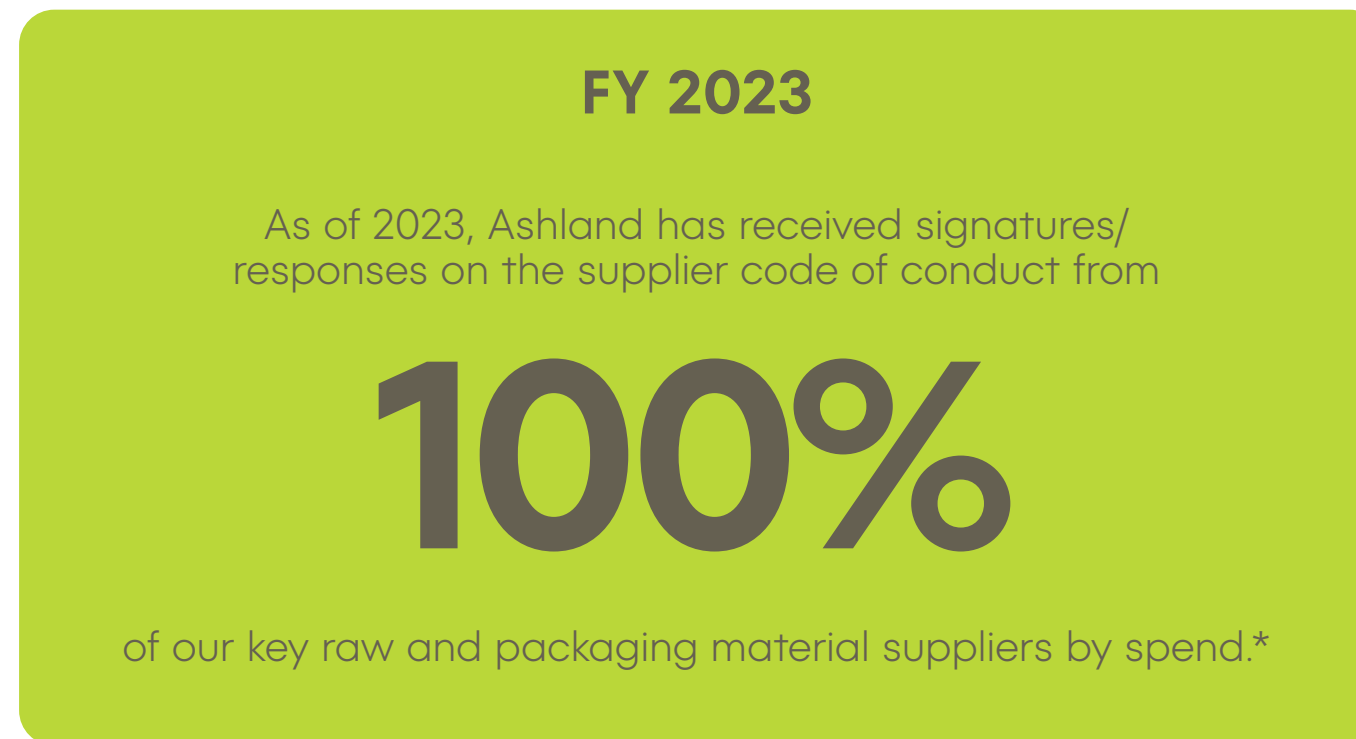 FY 2023
As of 2023, Ashland has received signatures/
responses on the supplier code of conduct from
100%
of our key raw and packaging material suppliers by spend.*